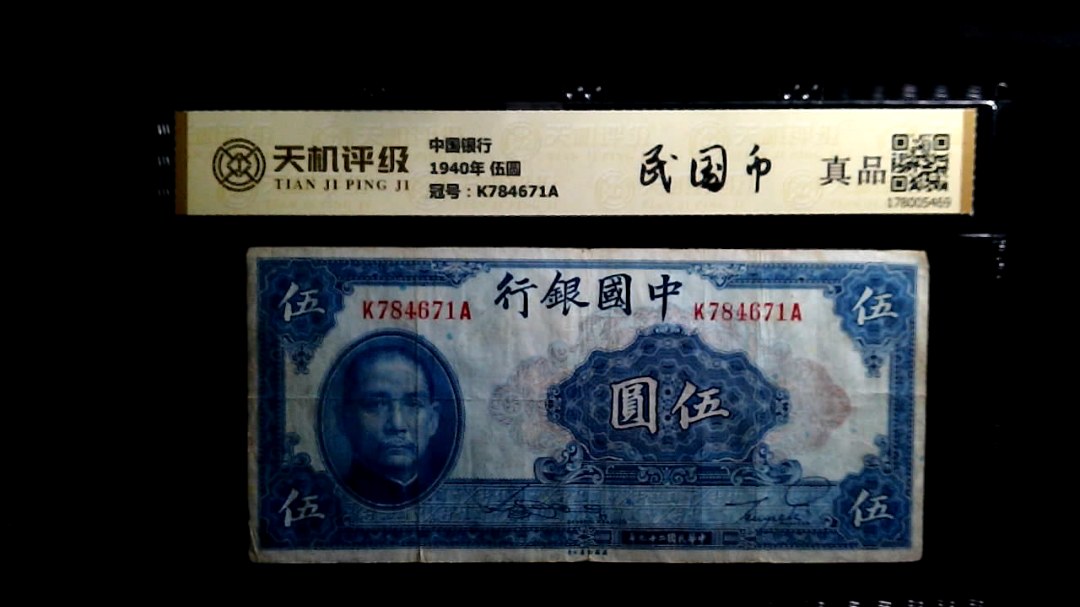 天机评级
TIAN JI PING JI
中国银行
1940年 伍圆
冠号：K784671A
民国币
真品
178005469
行銀國中
K784671A
K784671A
伍
伍
圓伍
伍
伍